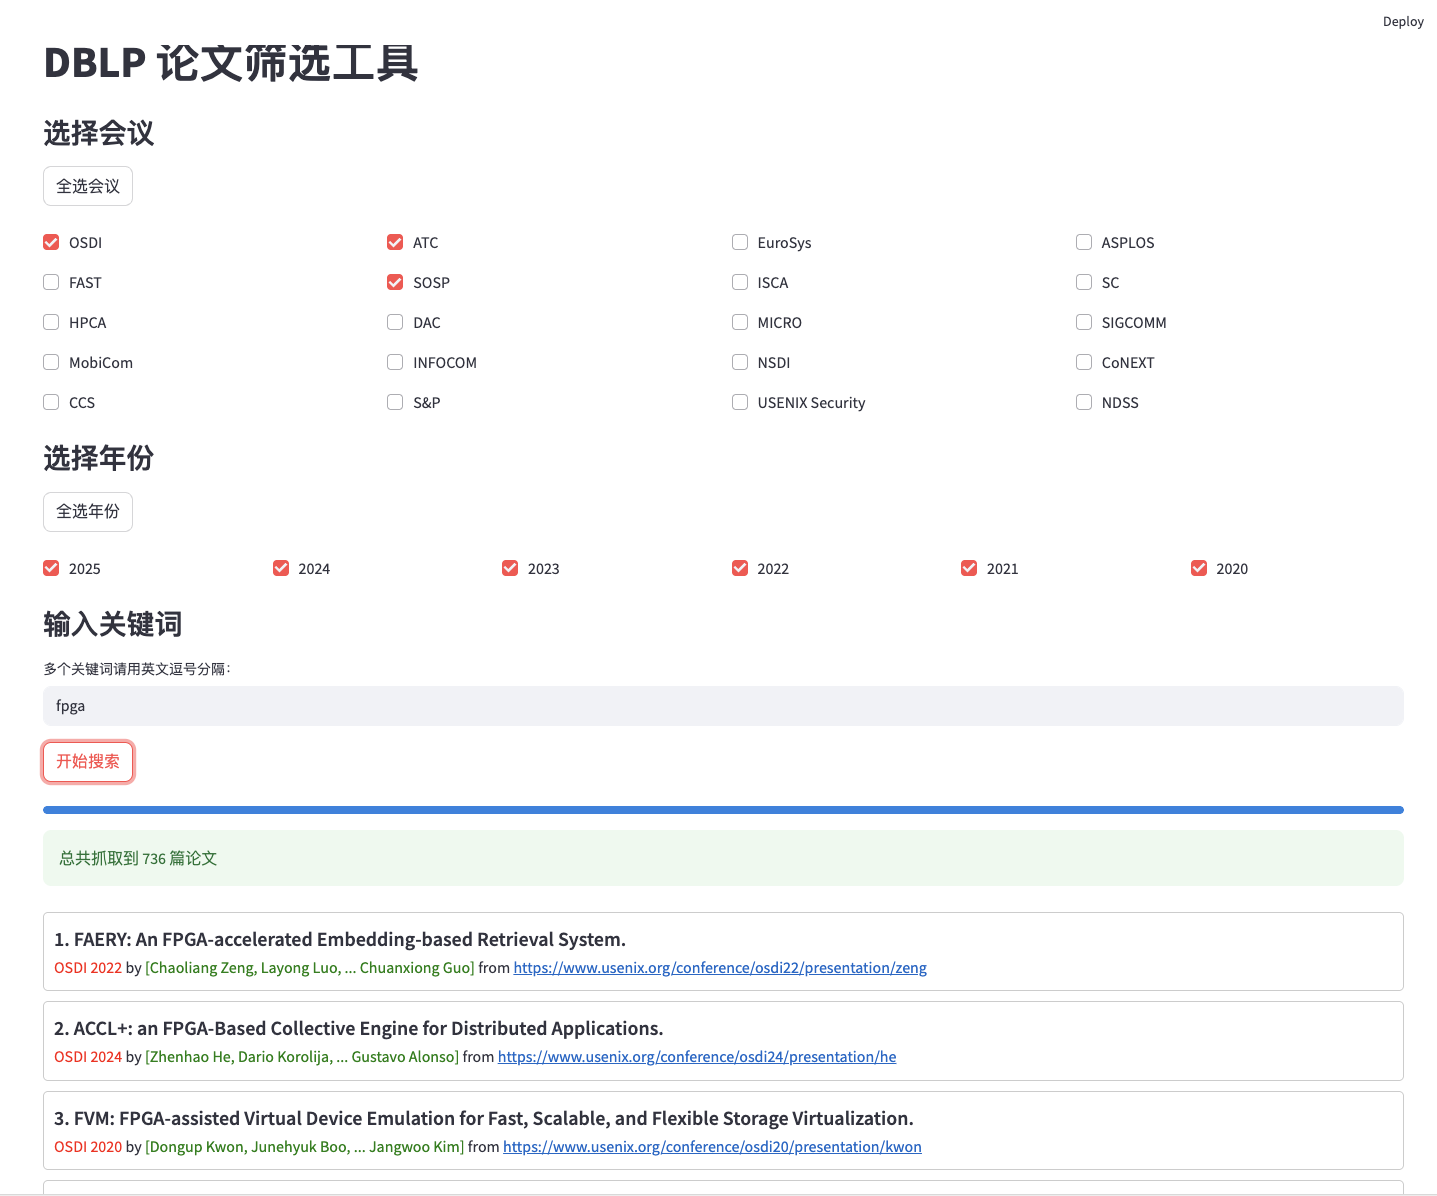 Deploy
DBLP 论文筛选工具
选择会议
全选会议
OSDI ATC EuroSys ASPLOS
FAST SOSP ISCA SC
HPCA DAC MICRO SIGCOMM
MobiCom INFOCOM NSDI CoNEXT
CCS S&P USENIX Security NDSS
选择年份
全选年份
2025 2024 2023 2022 2021 2020
输入关键词
多个关键词请用英文逗号分隔：
fpga
开始搜索
总共抓取到 736 篇论文
1. FAERY: An FPGA-accelerated Embedding-based Retrieval System.
OSDI 2022 by [Chaoliang Zeng, Layong Luo, ... Chuanxiong Guo] from https://www.usenix.org/conference/osdi22/presentation/zeng
2. ACCL+: an FPGA-Based Collective Engine for Distributed Applications.
OSDI 2024 by [Zhenhao He, Dario Korolija, ... Gustavo Alonso] from https://www.usenix.org/conference/osdi24/presentation/he
3. FVM: FPGA-assisted Virtual Device Emulation for Fast, Scalable, and Flexible Storage Virtualization.
OSDI 2020 by [Dongup Kwon, Junehyuk Boo, ... Jangwoo Kim] from https://www.usenix.org/conference/osdi20/presentation/kwon